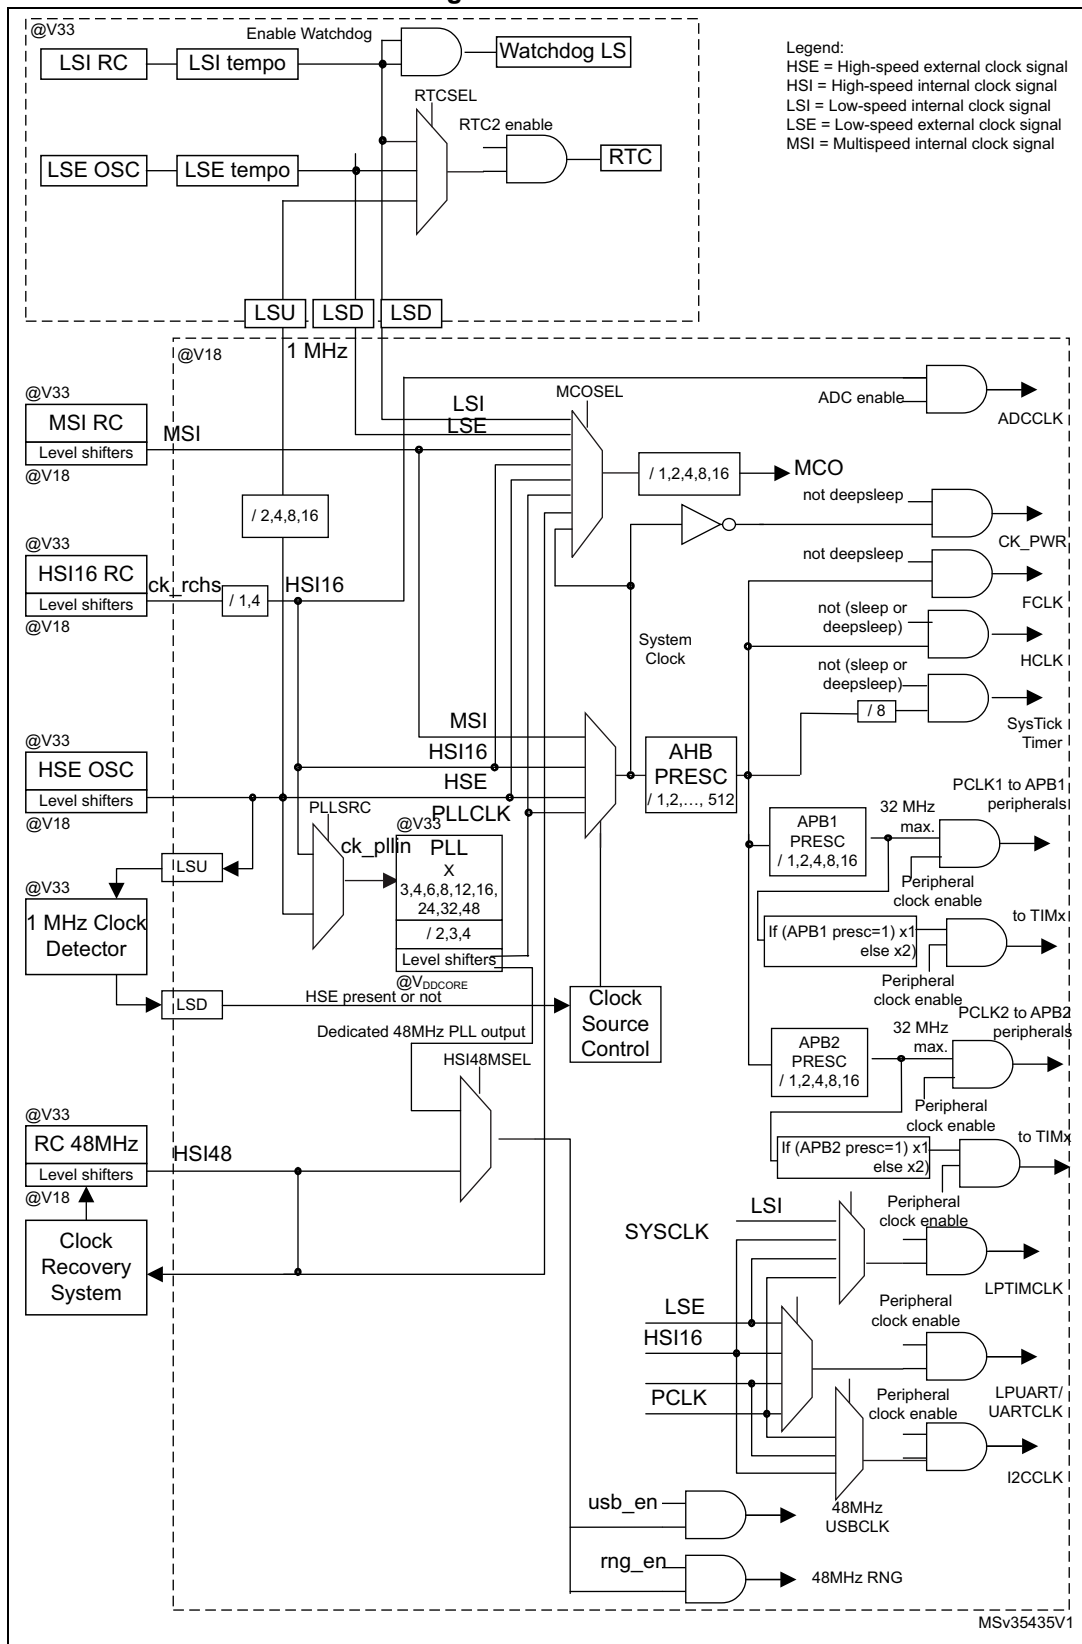 @V33
Enable Watchdog
LSI RC
LSI tempo
Watchdog LS
Legend:
HSE = High-speed external clock signal
HSI = High-speed internal clock signal
LSI = Low-speed internal clock signal
LSE = Low-speed external clock signal
MSI = Multispeed internal clock signal
RTCSEL
RTC2 enable
LSE OSC
LSE tempo
RTC
LSU
LSD
LSD
1 MHz
@V18
@V33
MSI RC
Level shifters
@V18
MSI
LSI
LSE
MCOSEL
ADC enable
ADCCLK
/ 1,2,4,8,16
MCO
/ 2,4,8,16
not deepsleep
CK_PWR
@V33
HSI16 RC
Level shifters
@V18
ck_rchs
/ 1,4
HSI16
not deepsleep
FCLK
System
Clock
not (sleep or
deepsleep)
HCLK
not (sleep or
deepsleep)
/ 8
SysTick
Timer
@V33
HSE OSC
Level shifters
@V18
MSI
HSI16
HSE
PLLCLK
AHB
PRESC
/ 1,2,..., 512
PLLSRC
ck_pllin
@V33
PLL
X
3,4,6,8,12,16,
24,32,48
/ 2,3,4
Level shifters
@VDDCORE
PCLK1 to APB1
peripherals
32 MHz
max.
APB1
PRESC
/ 1,2,4,8,16
Peripheral
clock enable
If (APB1 presc=1) x1
else x2)
to TIMx
Peripheral
clock enable
LSU
@V33
1 MHz Clock
Detector
LSD
HSE present or not
Clock
Source
Control
Dedicated 48MHz PLL output
HSI48MSEL
PCLK2 to APB2
peripherals
32 MHz
max.
APB2
PRESC
/ 1,2,4,8,16
Peripheral
clock enable
If (APB2 presc=1) x1
else x2)
to TIMx
Peripheral
clock enable
@V33
RC 48MHz
Level shifters
@V18
HSI48
Clock
Recovery
System
LSI
SYSCLK
LPTIMCLK
LSE
HSI16
PCLK
Peripheral
clock enable
LPUART/
UARTCLK
Peripheral
clock enable
I2CCLK
usb_en
48MHz
USBCLK
rng_en
48MHz RNG
MSv35435V1